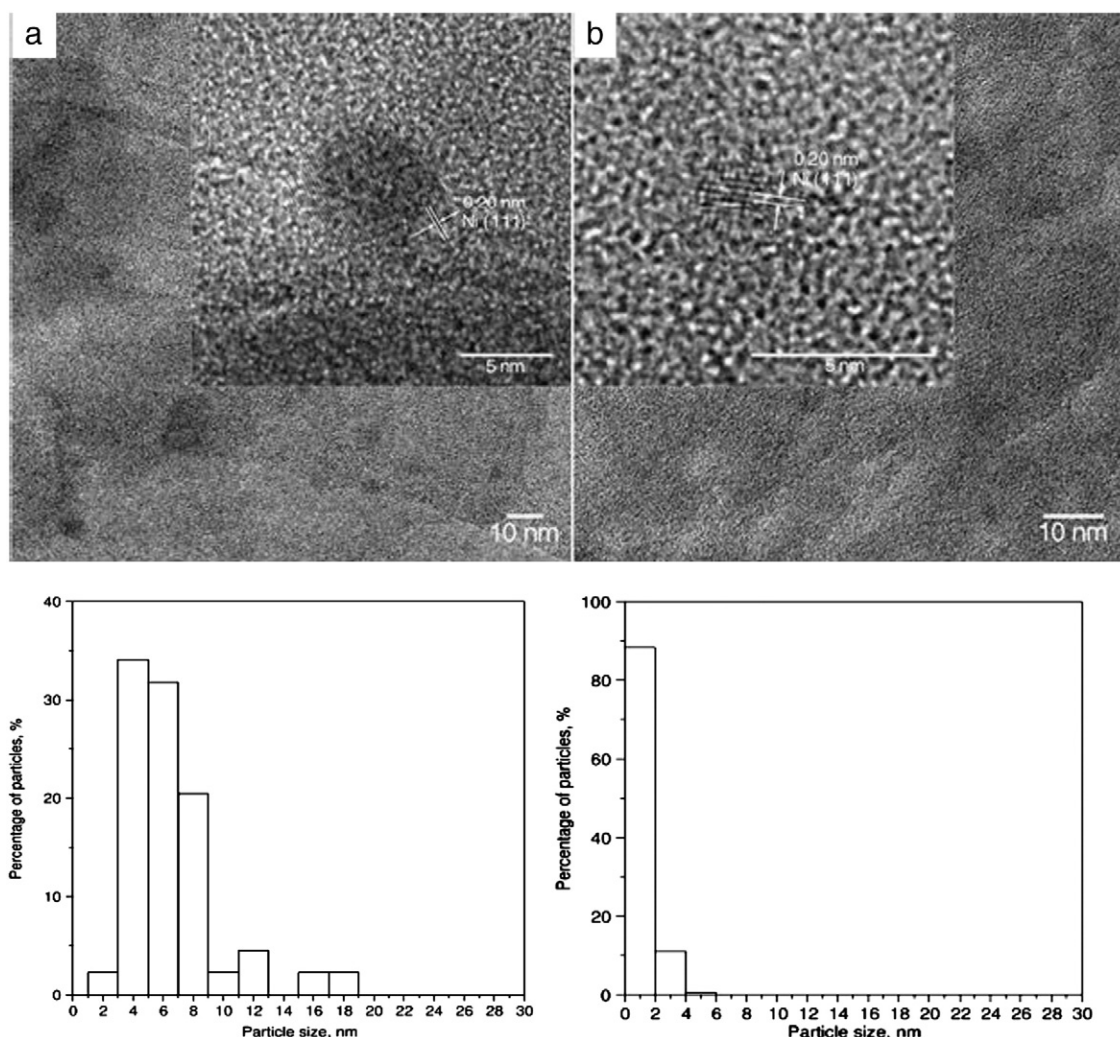 a
0.20 nm
Ni (111)
5 nm
10 nm
b
0.20 nm
Ni (111)
5 nm
10 nm
40
30
20
10
0
Percentage of particles, %
0 2 4 6 8 10 12 14 16 18 20 22 24 26 28 30
Particle size, nm
100
80
60
40
20
0
Percentage of particles, %
0 2 4 6 8 10 12 14 16 18 20 22 24 26 28 30
Particle size, nm